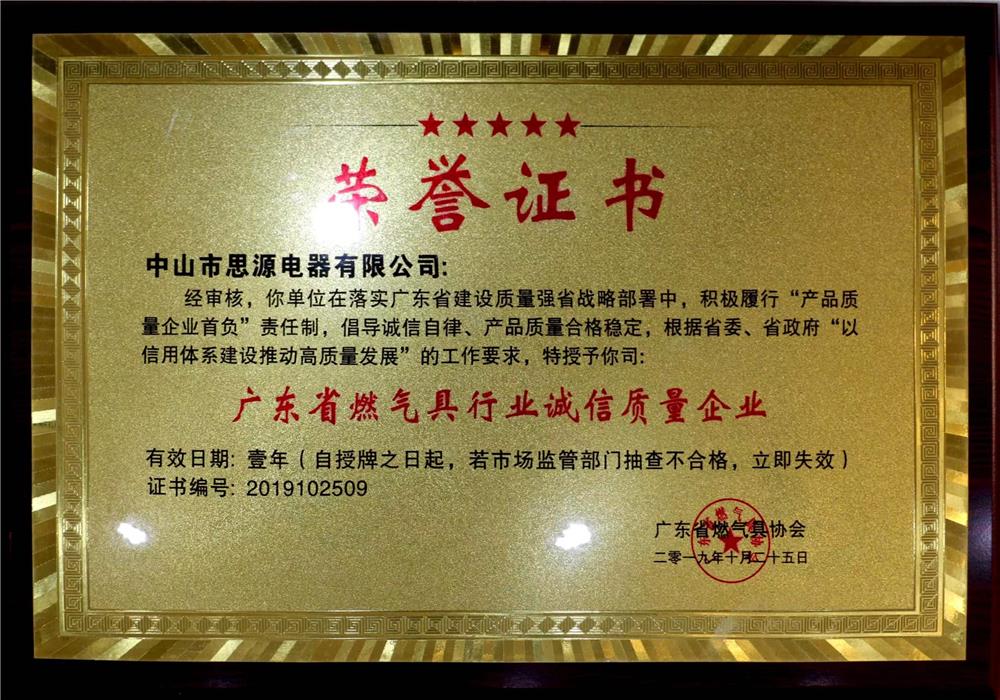 荣誉证书
中山市思源电器有限公司:
经审核，你单位在落实广东省建设质量强省战略部署中，积极履行“产品质
量企业首负”责任制，倡导诚信自律、产品质量合格稳定，根据省委、省政府“以
信用体系建设推动高质量发展”的工作要求，特授予你司:
广东省燃气具行业诚信质量企业
有效日期: 壹年（自授牌之日起，若市场监管部门抽查不合格，立即失效）
证书编号: 2019102509
广东省燃气具协会
二零一九年十月二十五日